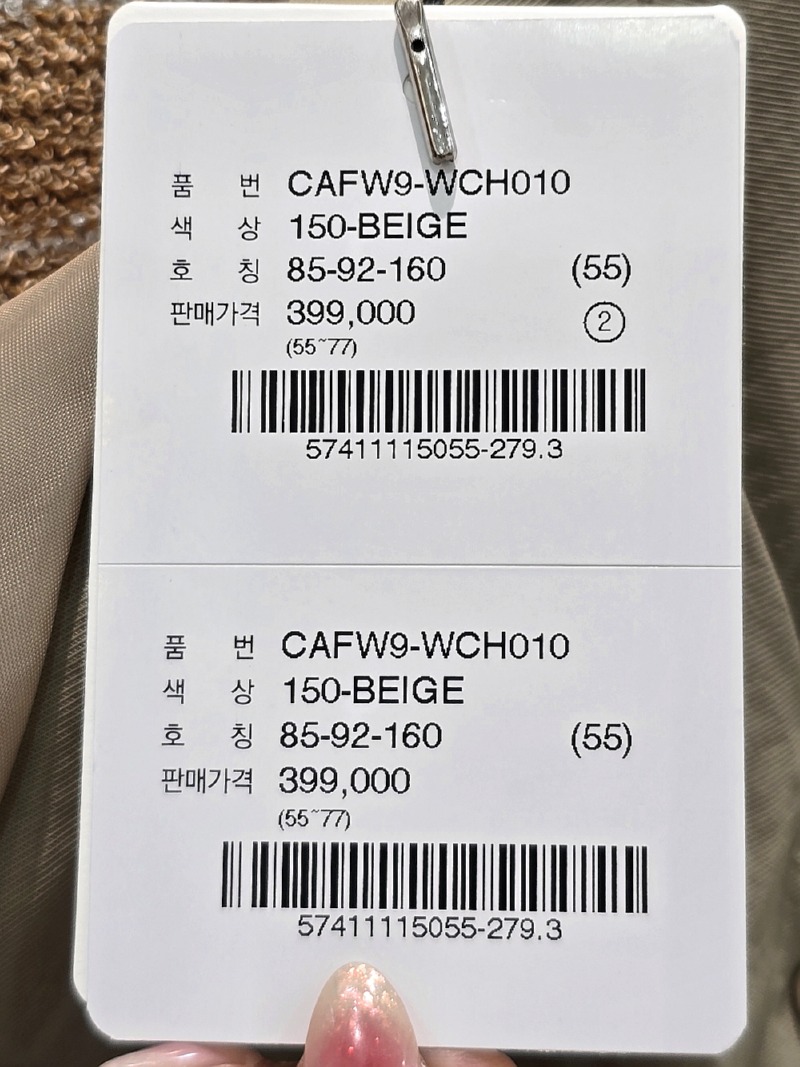 품 번 CAFW9-WCH010
색 상 150-BEIGE
호 칭 85-92-160 (55)
판매가격 399,000 ②
(55~77)
57411115055-279.3
품 번 CAFW9-WCH010
색 상 150-BEIGE
호 칭 85-92-160 (55)
판매가격 399,000
(55~77)
57411115055-279.3